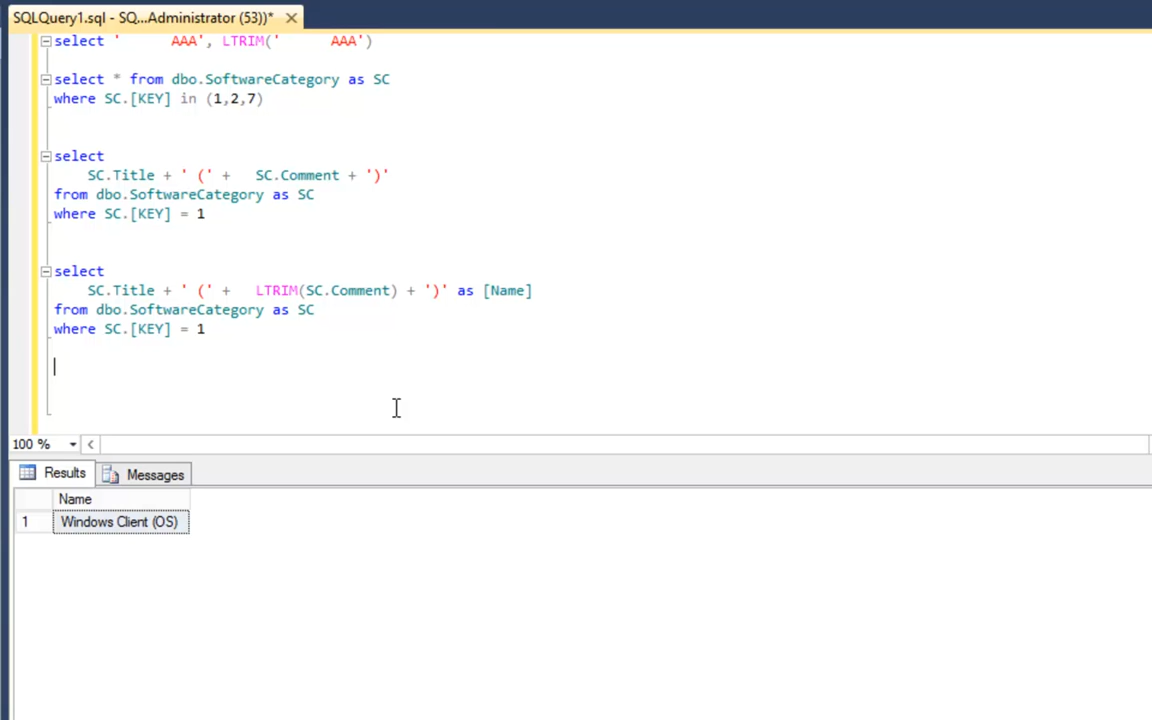 SQLQuery1.sql - SQ...Administrator (53))*
select '      AAA', LTRIM('      AAA')
select * from dbo.SoftwareCategory as SC
where SC.[KEY] in (1,2,7)
select
SC.Title + ' (' +   SC.Comment + ')'
from dbo.SoftwareCategory as SC
where SC.[KEY] = 1
select
SC.Title + ' (' +   LTRIM(SC.Comment) + ')' as [Name]
from dbo.SoftwareCategory as SC
where SC.[KEY] = 1
100 %
Results Messages
Name
1 Windows Client (OS)